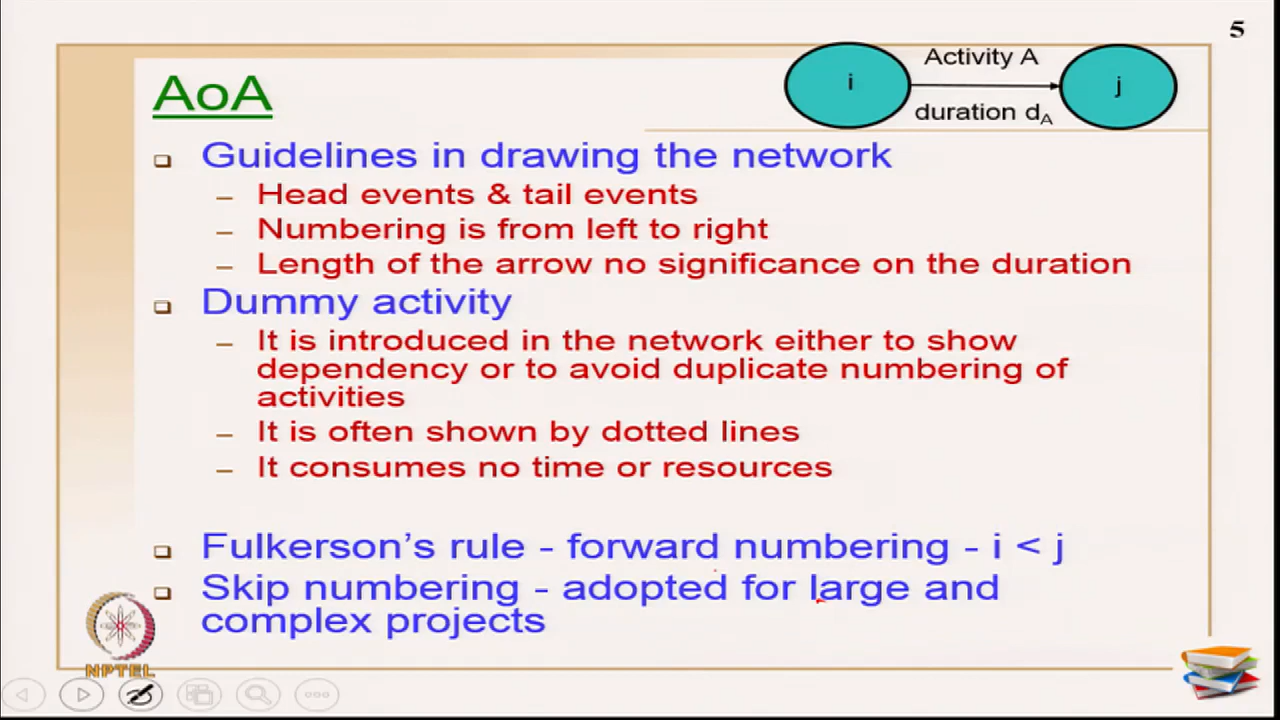 5
AoA
i
Activity A
duration dA
j
Guidelines in drawing the network
– Head events & tail events
– Numbering is from left to right
– Length of the arrow no significance on the duration
Dummy activity
– It is introduced in the network either to show
dependency or to avoid duplicate numbering of
activities
– It is often shown by dotted lines
– It consumes no time or resources
Fulkerson’s rule - forward numbering - i < j
Skip numbering - adopted for large and
complex projects
NPTEL